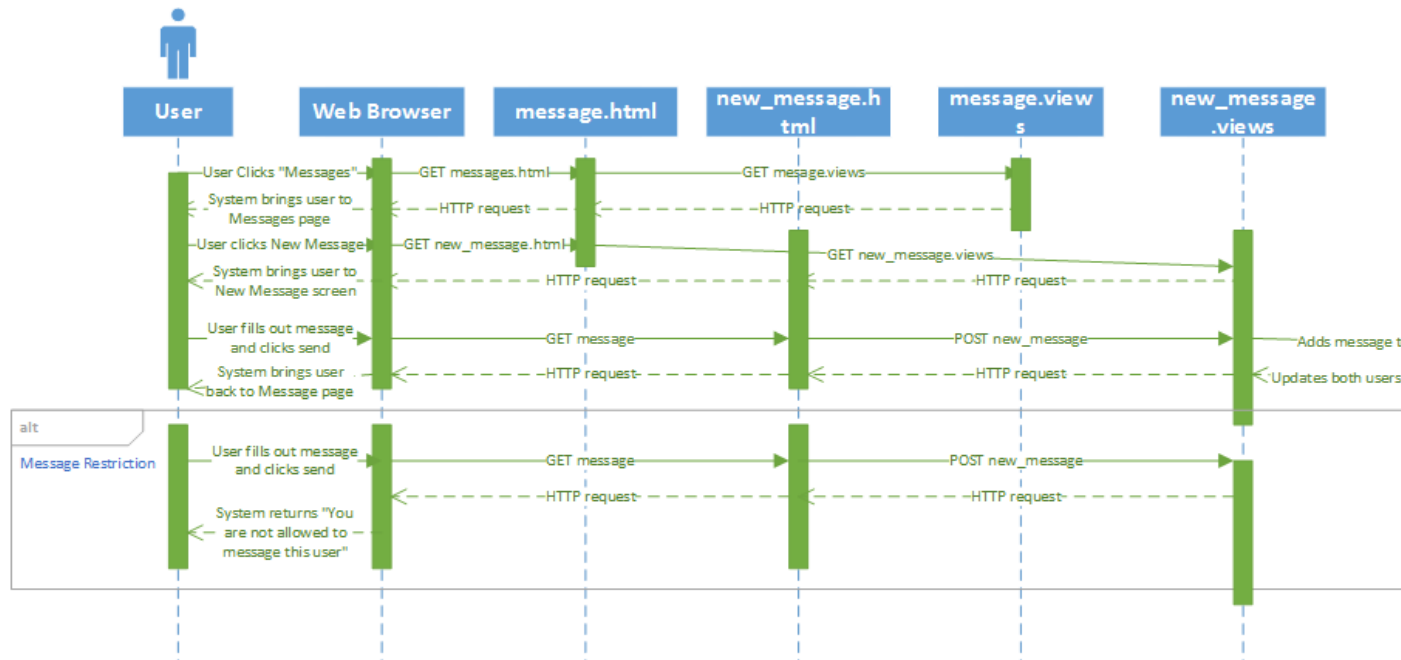 User
Web Browser
message.html
new_message.h
tml
message.view
s
new_message
.views
User Clicks "Messages"
GET messages.html
GET mesage.views
System brings user to
Messages page
HTTP request
HTTP request
User clicks New Message
GET new_message.html
GET new_message.views
System brings user to
New Message screen
HTTP request
HTTP request
User fills out message
and clicks send
GET message
POST new_message
Adds message t
System brings user
back to Message page
HTTP request
HTTP request
Updates both users
alt
Message Restriction
User fills out message
and clicks send
GET message
POST new_message
HTTP request
HTTP request
System returns "You
are not allowed to
message this user"